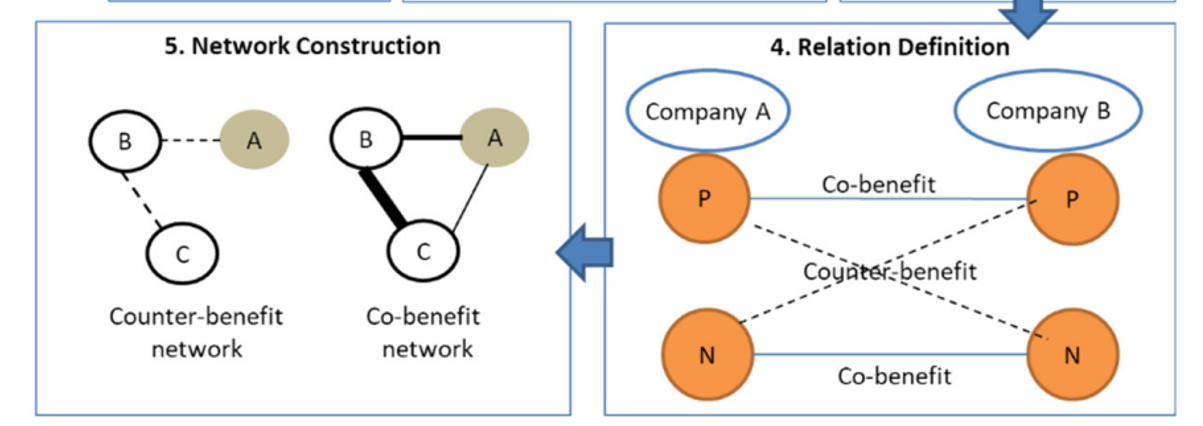 5. Network Construction
B
A
C
B
A
C
Counter-benefit
network
Co-benefit
network
4. Relation Definition
Company A
Company B
P
Co-benefit
P
Counter-benefit
N
N
Co-benefit